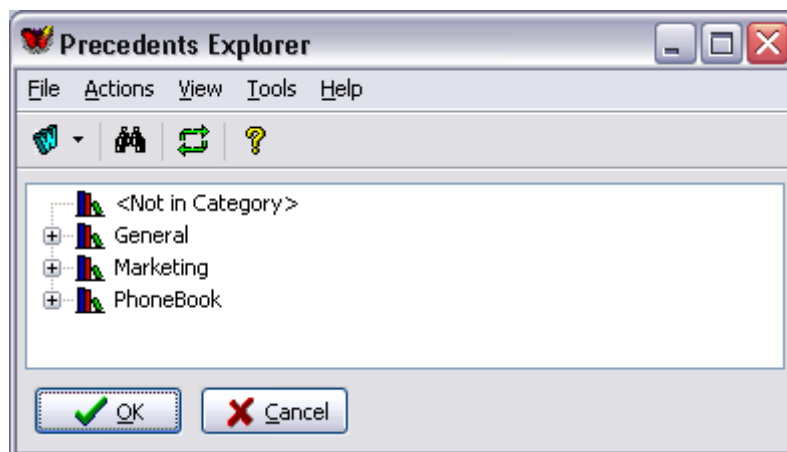 Precedents Explorer
File Actions View Tools Help
<Not in Category>
General
Marketing
PhoneBook
OK Cancel